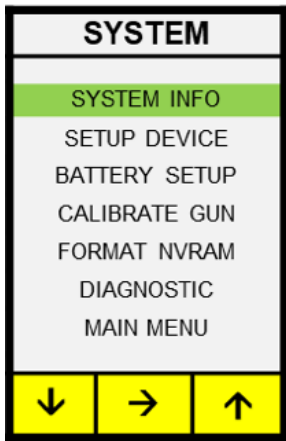 SYSTEM
SYSTEM INFO
SETUP DEVICE
BATTERY SETUP
CALIBRATE GUN
FORMAT NVRAM
DIAGNOSTIC
MAIN MENU
↓ → ↑